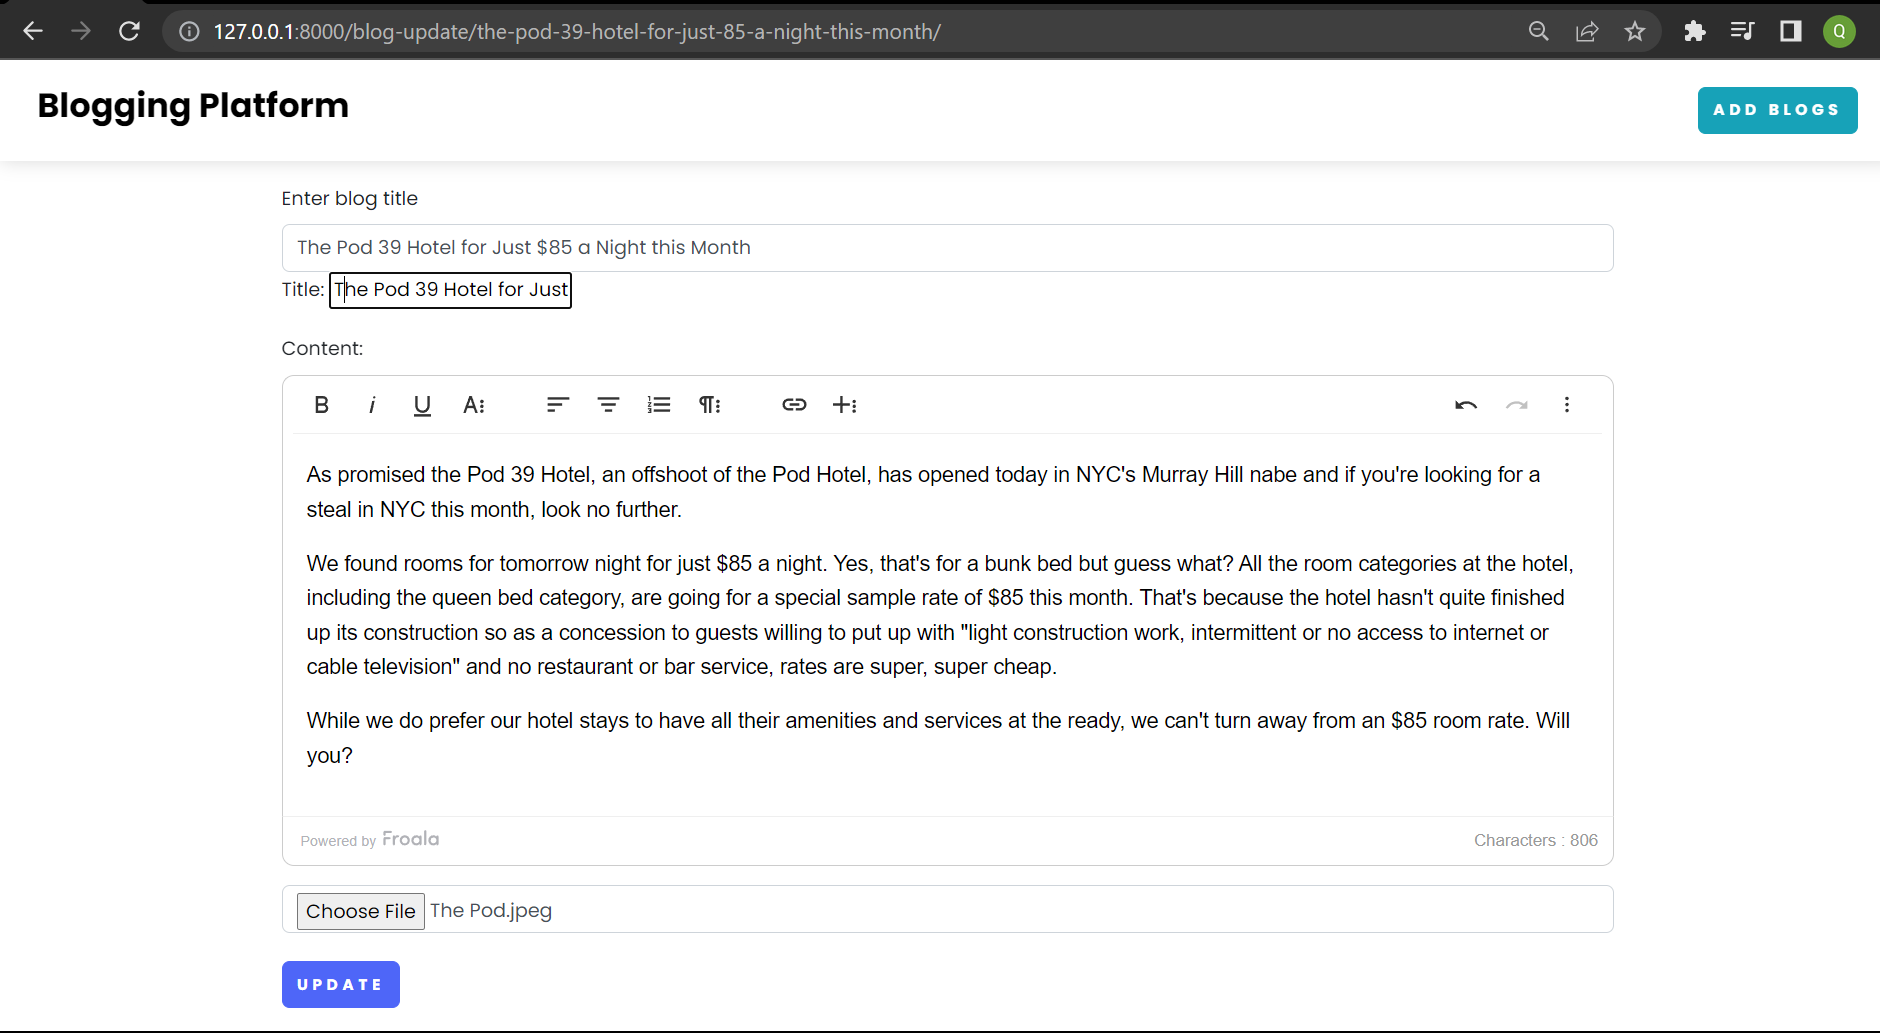 127.0.0.1:8000/blog-update/the-pod-39-hotel-for-just-85-a-night-this-month/
Q
Blogging Platform
ADD BLOGS
Enter blog title
The Pod 39 Hotel for Just $85 a Night this Month
Title: The Pod 39 Hotel for Just
Content:
B i U A
As promised the Pod 39 Hotel, an offshoot of the Pod Hotel, has opened today in NYC's Murray Hill nabe and if you're looking for a
steal in NYC this month, look no further.
We found rooms for tomorrow night for just $85 a night. Yes, that's for a bunk bed but guess what? All the room categories at the hotel,
including the queen bed category, are going for a special sample rate of $85 this month. That's because the hotel hasn't quite finished
up its construction so as a concession to guests willing to put up with "light construction work, intermittent or no access to internet or
cable television" and no restaurant or bar service, rates are super, super cheap.
While we do prefer our hotel stays to have all their amenities and services at the ready, we can't turn away from an $85 room rate. Will
you?
Powered by Froala
Characters : 806
Choose File The Pod.jpeg
UPDATE